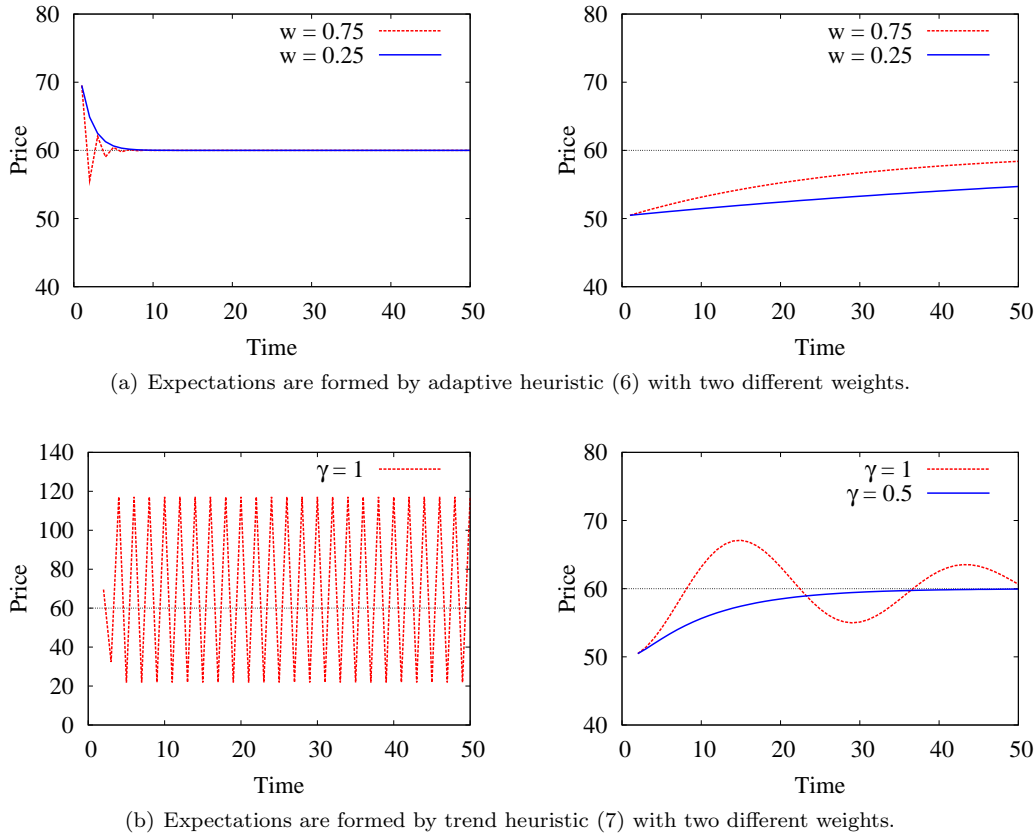 80
70
60
50
40
Price
w = 0.75
w = 0.25
0 10 20 30 40 50
Time
80
70
60
50
40
Price
w = 0.75
w = 0.25
0 10 20 30 40 50
Time
(a) Expectations are formed by adaptive heuristic (6) with two different weights.
140
120
100
80
60
40
20
0
Price
γ = 1
0 10 20 30 40 50
Time
80
70
60
50
40
Price
γ = 1
γ = 0.5
0 10 20 30 40 50
Time
(b) Expectations are formed by trend heuristic (7) with two different weights.